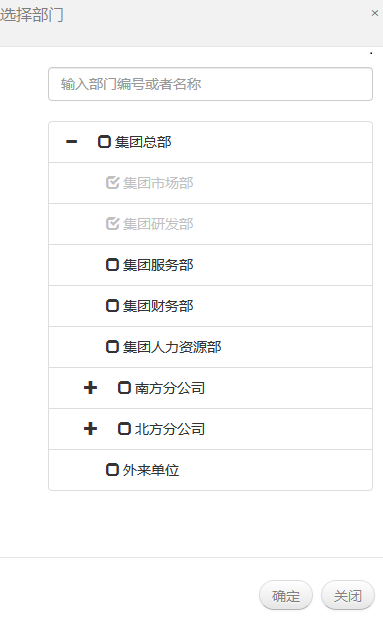 选择部门
×
输入部门编号或者名称
集团总部
集团市场部
集团研发部
集团服务部
集团财务部
集团人力资源部
南方分公司
北方分公司
外来单位
确定 关闭